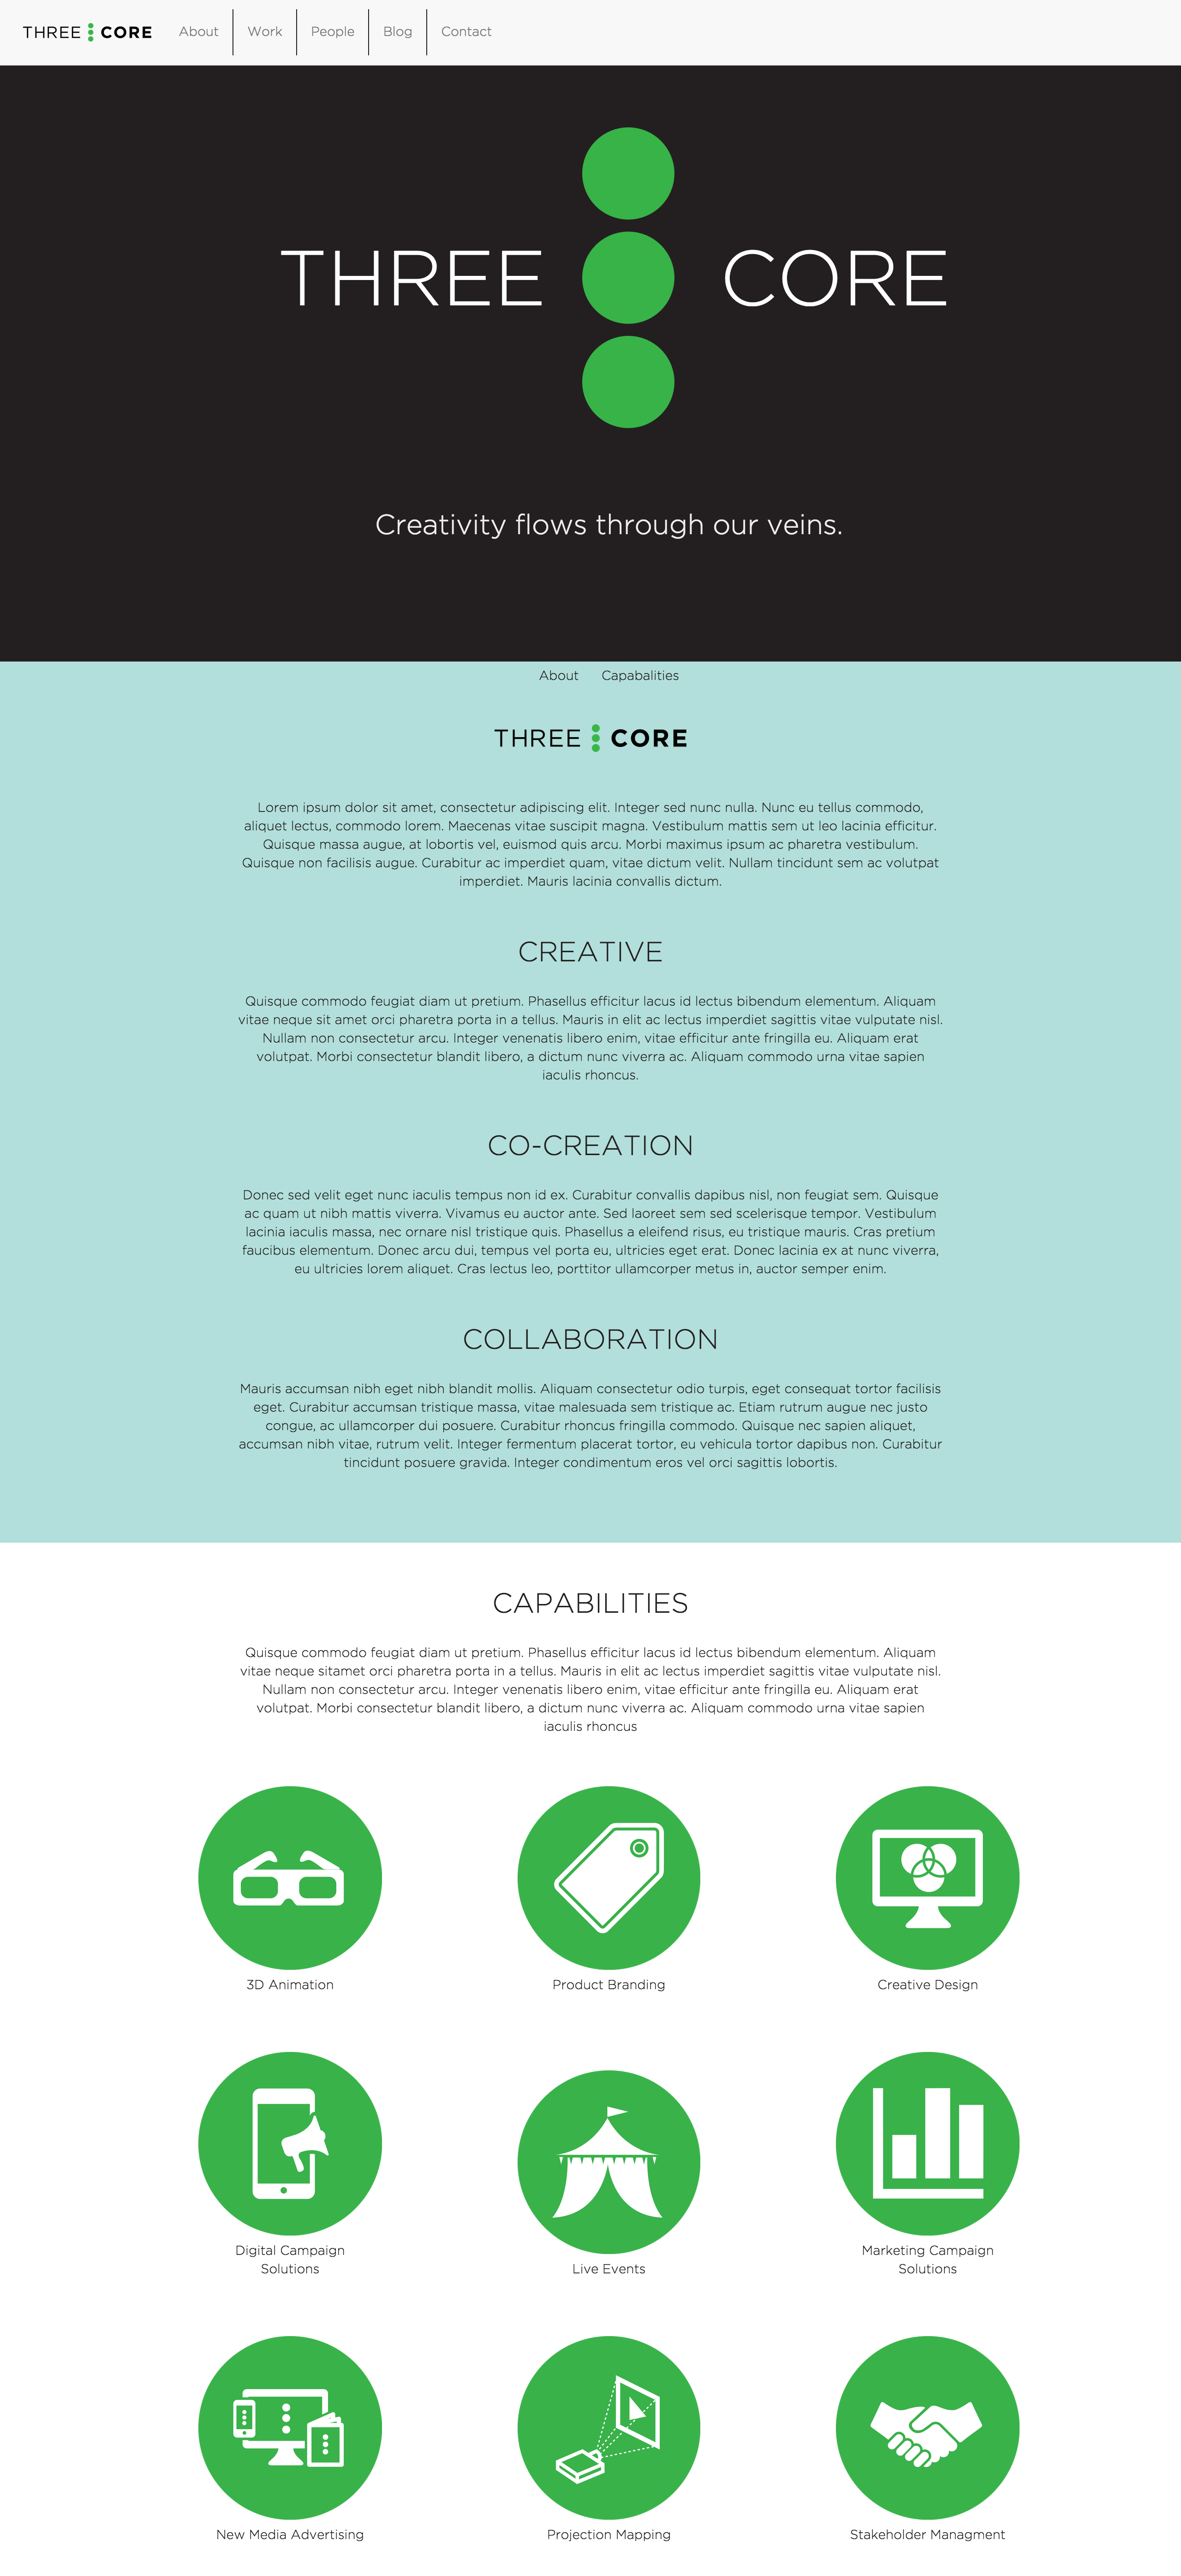 THREE CORE About Work People Blog Contact
THREE CORE
Creativity flows through our veins.
About Capabalities
THREE CORE
Lorem ipsum dolor sit amet, consectetur adipiscing elit. Integer sed nunc nulla. Nunc eu tellus commodo,
aliquet lectus, commodo lorem. Maecenas vitae suscipit magna. Vestibulum mattis sem ut leo lacinia efficitur.
Quisque massa augue, at lobortis vel, euismod quis arcu. Morbi maximus ipsum ac pharetra vestibulum.
Quisque non facilisis augue. Curabitur ac imperdiet quam, vitae dictum velit. Nullam tincidunt sem ac volutpat
imperdiet. Mauris lacinia convallis dictum.
CREATIVE
Quisque commodo feugiat diam ut pretium. Phasellus efficitur lacus id lectus bibendum elementum. Aliquam
vitae neque sit amet orci pharetra porta in a tellus. Mauris in elit ac lectus imperdiet sagittis vitae vulputate nisl.
Nullam non consectetur arcu. Integer venenatis libero enim, vitae efficitur ante fringilla eu. Aliquam erat
volutpat. Morbi consectetur blandit libero, a dictum nunc viverra ac. Aliquam commodo urna vitae sapien
iaculis rhoncus.
CO-CREATION
Donec sed velit eget nunc iaculis tempus non id ex. Curabitur convallis dapibus nisl, non feugiat sem. Quisque
ac quam ut nibh mattis viverra. Vivamus eu auctor ante. Sed laoreet sem sed scelerisque tempor. Vestibulum
lacinia iaculis massa, nec ornare nisl tristique quis. Phasellus a eleifend risus, eu tristique mauris. Cras pretium
faucibus elementum. Donec arcu dui, tempus vel porta eu, ultricies eget erat. Donec lacinia ex at nunc viverra,
eu ultricies lorem aliquet. Cras lectus leo, porttitor ullamcorper metus in, auctor semper enim.
COLLABORATION
Mauris accumsan nibh eget nibh blandit mollis. Aliquam consectetur odio turpis, eget consequat tortor facilisis
eget. Curabitur accumsan tristique massa, vitae malesuada sem tristique ac. Etiam rutrum augue nec justo
congue, ac ullamcorper dui posuere. Curabitur rhoncus fringilla commodo. Quisque nec sapien aliquet,
accumsan nibh vitae, rutrum velit. Integer fermentum placerat tortor, eu vehicula tortor dapibus non. Curabitur
tincidunt posuere gravida. Integer condimentum eros vel orci sagittis lobortis.
CAPABILITIES
Quisque commodo feugiat diam ut pretium. Phasellus efficitur lacus id lectus bibendum elementum. Aliquam
vitae neque sitamet orci pharetra porta in a tellus. Mauris in elit ac lectus imperdiet sagittis vitae vulputate nisl.
Nullam non consectetur arcu. Integer venenatis libero enim, vitae efficitur ante fringilla eu. Aliquam erat
volutpat. Morbi consectetur blandit libero, a dictum nunc viverra ac. Aliquam commodo urna vitae sapien
iaculis rhoncus
3D Animation
Product Branding
Creative Design
Digital Campaign
Solutions
Live Events
Marketing Campaign
Solutions
New Media Advertising
Projection Mapping
Stakeholder Managment